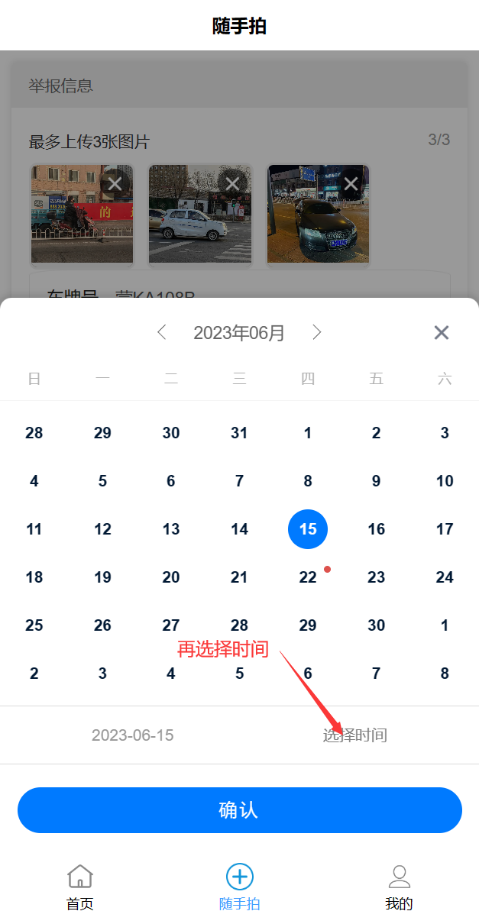 随手拍
举报信息
最多上传3张图片 3/3
的
车牌号 蒙KA108B
2023年06月
日 一 二 三 四 五 六
28 29 30 31 1 2 3
4 5 6 7 8 9 10
11 12 13 14 15 16 17
18 19 20 21 22 23 24
25 26 27 28 29 30 1
再选择时间
2 3 4 5 6 7 8
2023-06-15 选择时间
确认
首页 随手拍 我的